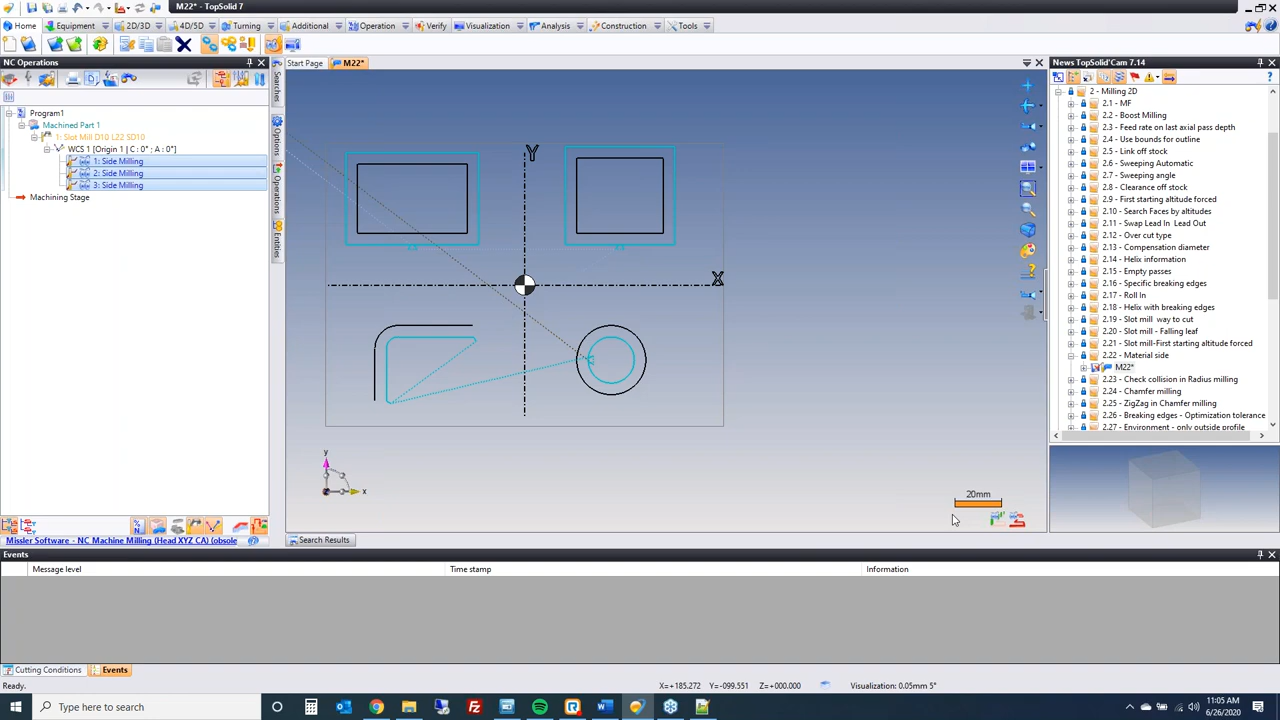 M22* - TopSolid 7
Home Equipment 2D/3D 4D/5D Turning Additional Operation Verify Visualization Analysis Construction Tools
NC Operations
Start Page M22*
News TopSolid'Cam 7.14
Searches
Options
Operations
Entities
Program1
Machined Part 1
1: Slot Mill D10 L22 SD10
WCS 1 [Origin 1 | C : 0° ; A : 0°]
1: Side Milling
2: Side Milling
3: Side Milling
Machining Stage
Y
X
y
x
20mm
2 - Milling 2D
2.1 - MF
2.2 - Boost Milling
2.3 - Feed rate on last axial pass depth
2.4 - Use bounds for outline
2.5 - Link off stock
2.6 - Sweeping Automatic
2.7 - Sweeping angle
2.8 - Clearance off stock
2.9 - First starting altitude forced
2.10 - Search Faces by altitudes
2.11 - Swap Lead In Lead Out
2.12 - Over cut type
2.13 - Compensation diameter
2.14 - Helix information
2.15 - Empty passes
2.16 - Specific breaking edges
2.17 - Roll In
2.18 - Helix with breaking edges
2.19 - Slot mill way to cut
2.20 - Slot mill - Falling leaf
2.21 - Slot mill-First starting altitude forced
2.22 - Material side
M22*
2.23 - Check collision in Radius milling
2.24 - Chamfer milling
2.25 - ZigZag in Chamfer milling
2.26 - Breaking edges - Optimization tolerance
2.27 - Environment - only outside profile
Missler Software - NC Machine Milling (Head XYZ CA) (obsole
Search Results
Events
Message level Time stamp Information
Cutting Conditions Events
Ready.
X=+185.272 Y=-099.551 Z=+000.000 Visualization: 0.05mm 5°
Type here to search
11:05 AM
6/26/2020